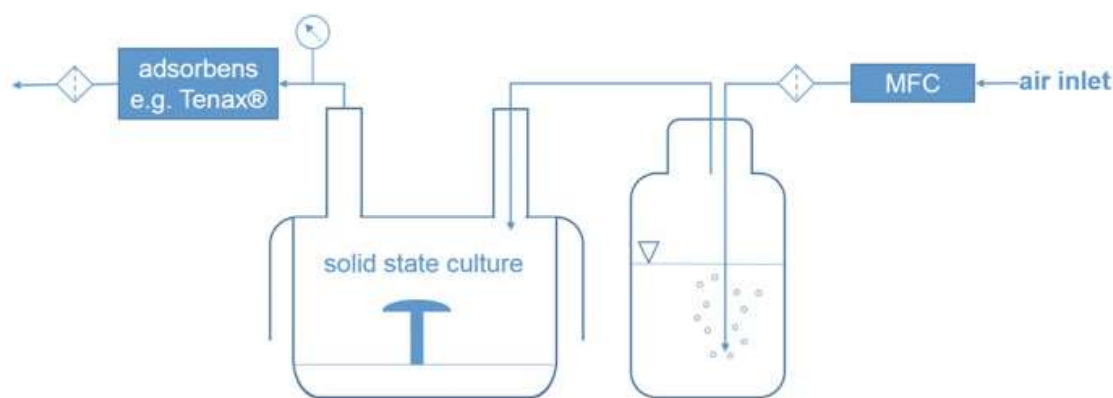 adsorbens
e.g. Tenax®
MFC
air inlet
solid state culture